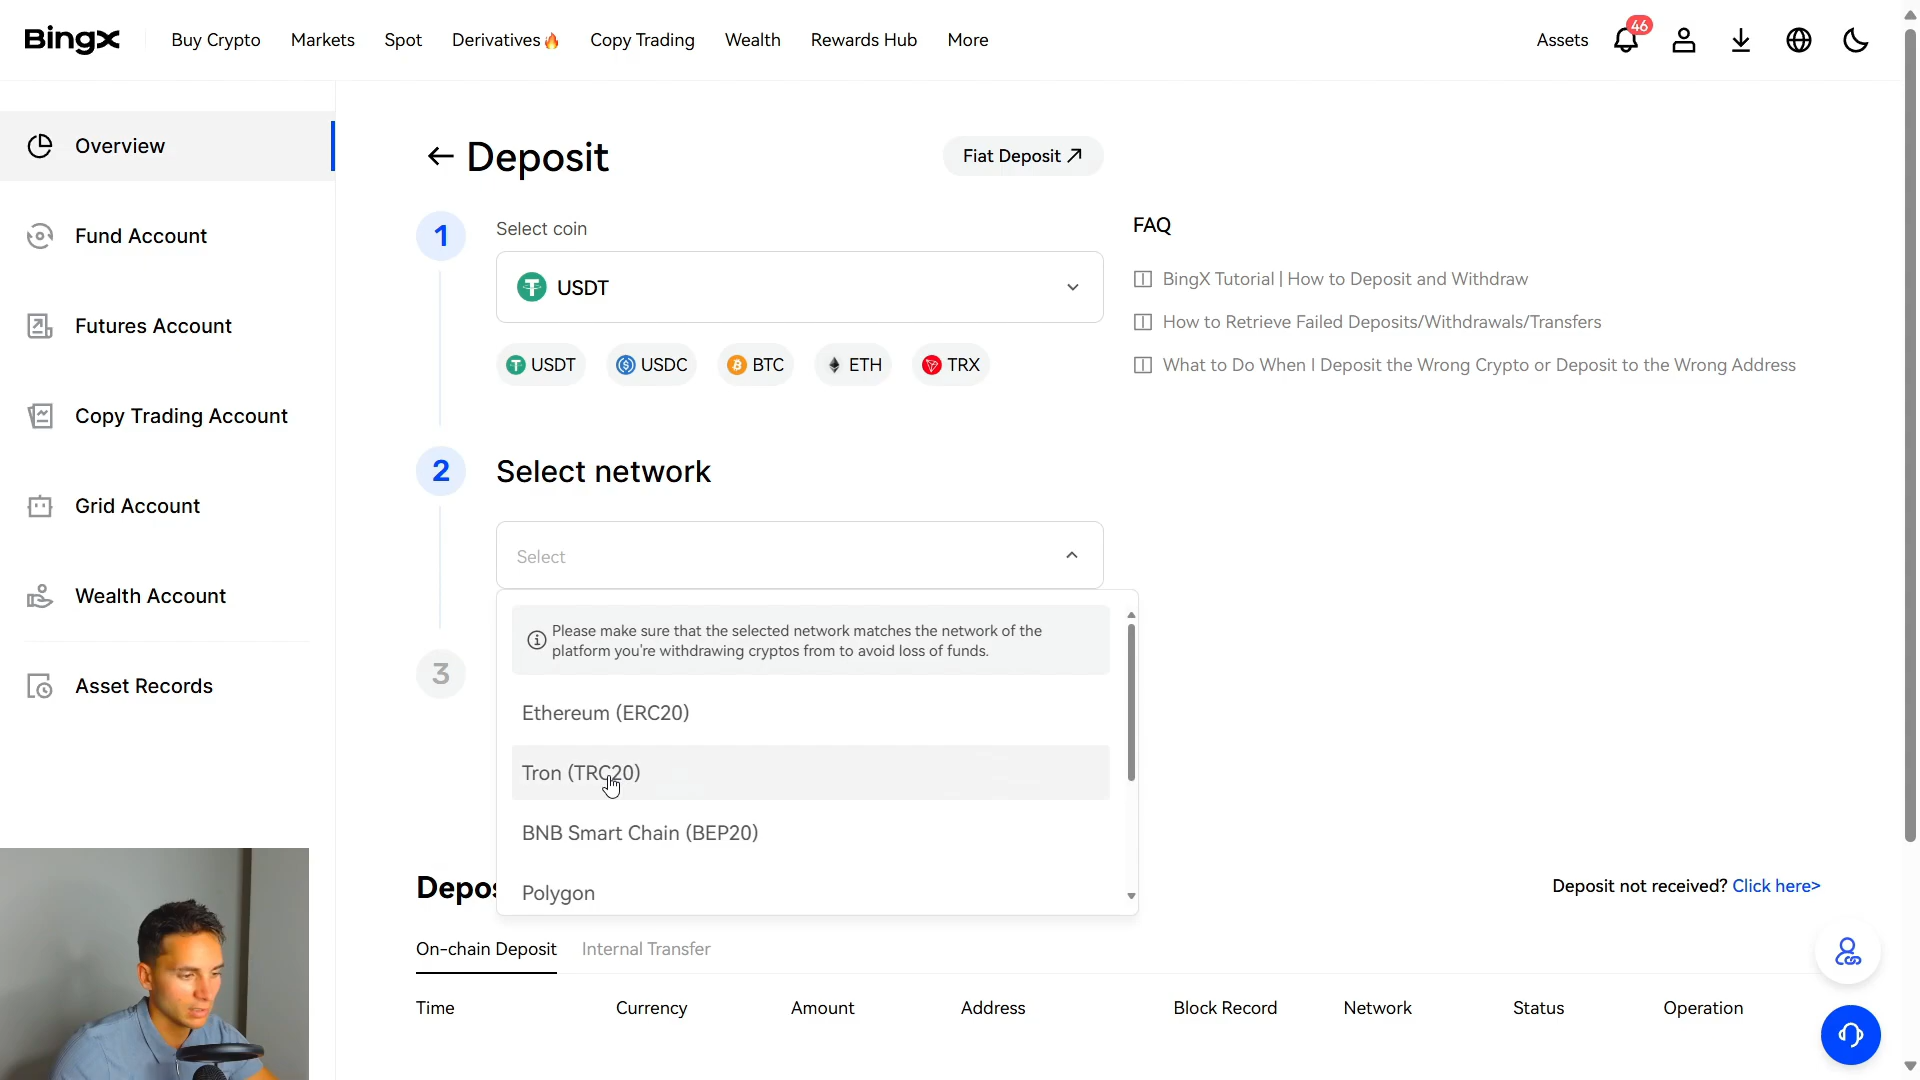 BingX
Buy Crypto
Markets
Spot
Derivatives
Copy Trading
Wealth
Rewards Hub
More
Assets
46
Overview
Fund Account
Futures Account
Copy Trading Account
Grid Account
Wealth Account
Asset Records
Deposit
Fiat Deposit
1
Select coin
USDT
USDT
USDC
BTC
ETH
TRX
2
Select network
Select
Please make sure that the selected network matches the network of the
platform you're withdrawing cryptos from to avoid loss of funds.
3
Ethereum (ERC20)
Tron (TRC20)
BNB Smart Chain (BEP20)
Polygon
FAQ
BingX Tutorial | How to Deposit and Withdraw
How to Retrieve Failed Deposits/Withdrawals/Transfers
What to Do When I Deposit the Wrong Crypto or Deposit to the Wrong Address
Depos
Deposit not received? Click here>
On-chain Deposit
Internal Transfer
Time
Currency
Amount
Address
Block Record
Network
Status
Operation